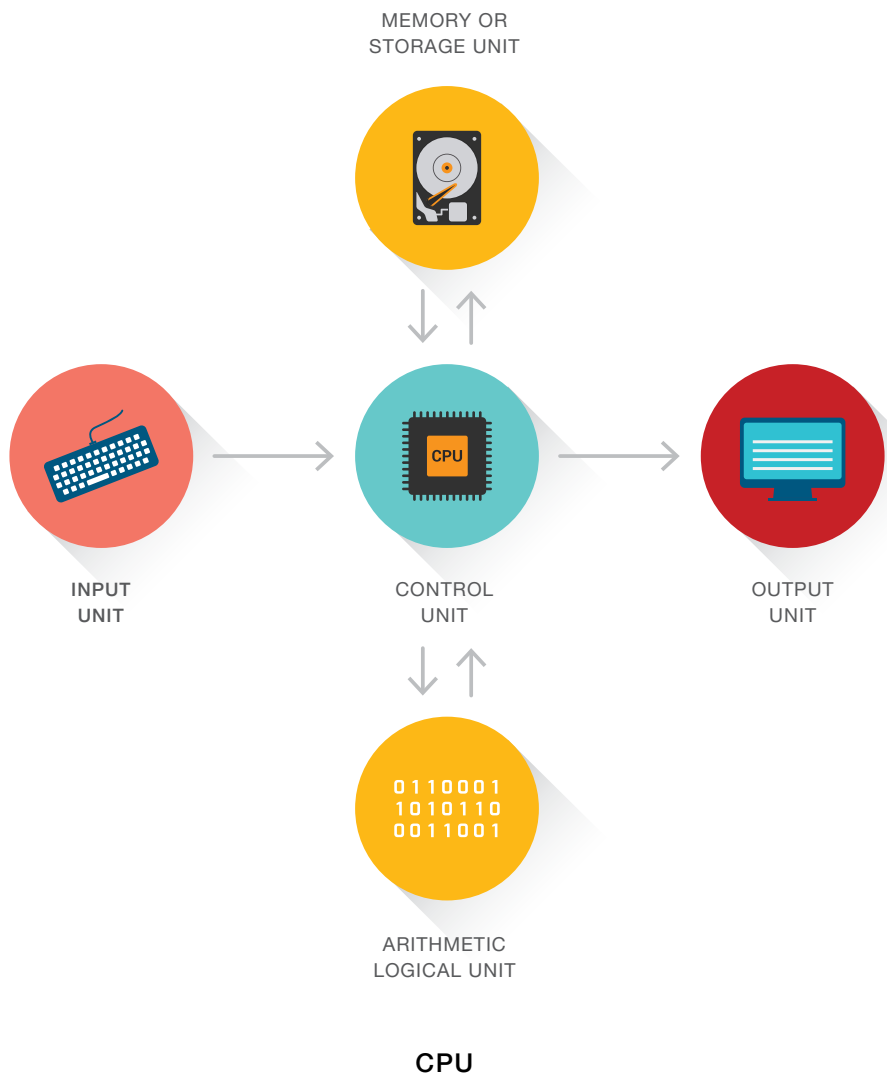 MEMORY OR
STORAGE UNIT
CPU
INPUT
UNIT
CONTROL
UNIT
OUTPUT
UNIT
0110001
1010110
0011001
ARITHMETIC
LOGICAL UNIT
CPU